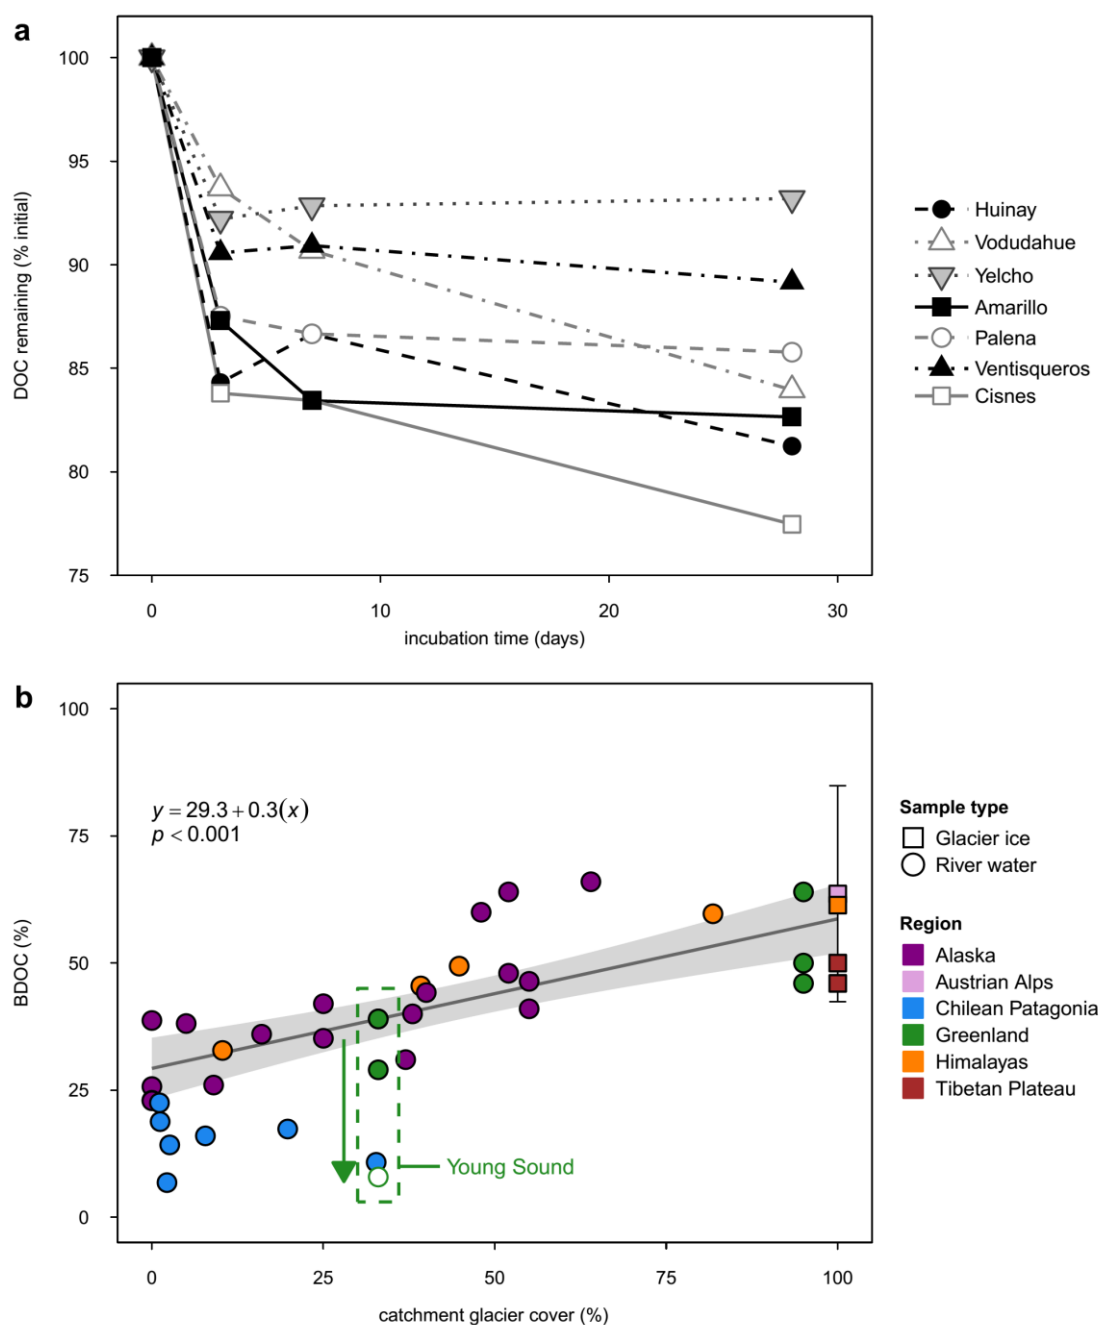 a
100
95
90
85
80
75
DOC remaining (% initial)
0
10
20
30
incubation time (days)
Huinay
Vodudahue
Yelcho
Amarillo
Palena
Ventisqueros
Cisnes
b
100
75
50
25
0
BDOC (%)
y = 29.3 + 0.3(x)
p < 0.001
Young Sound
0
25
50
75
100
catchment glacier cover (%)
Sample type
Glacier ice
River water
Region
Alaska
Austrian Alps
Chilean Patagonia
Greenland
Himalayas
Tibetan Plateau